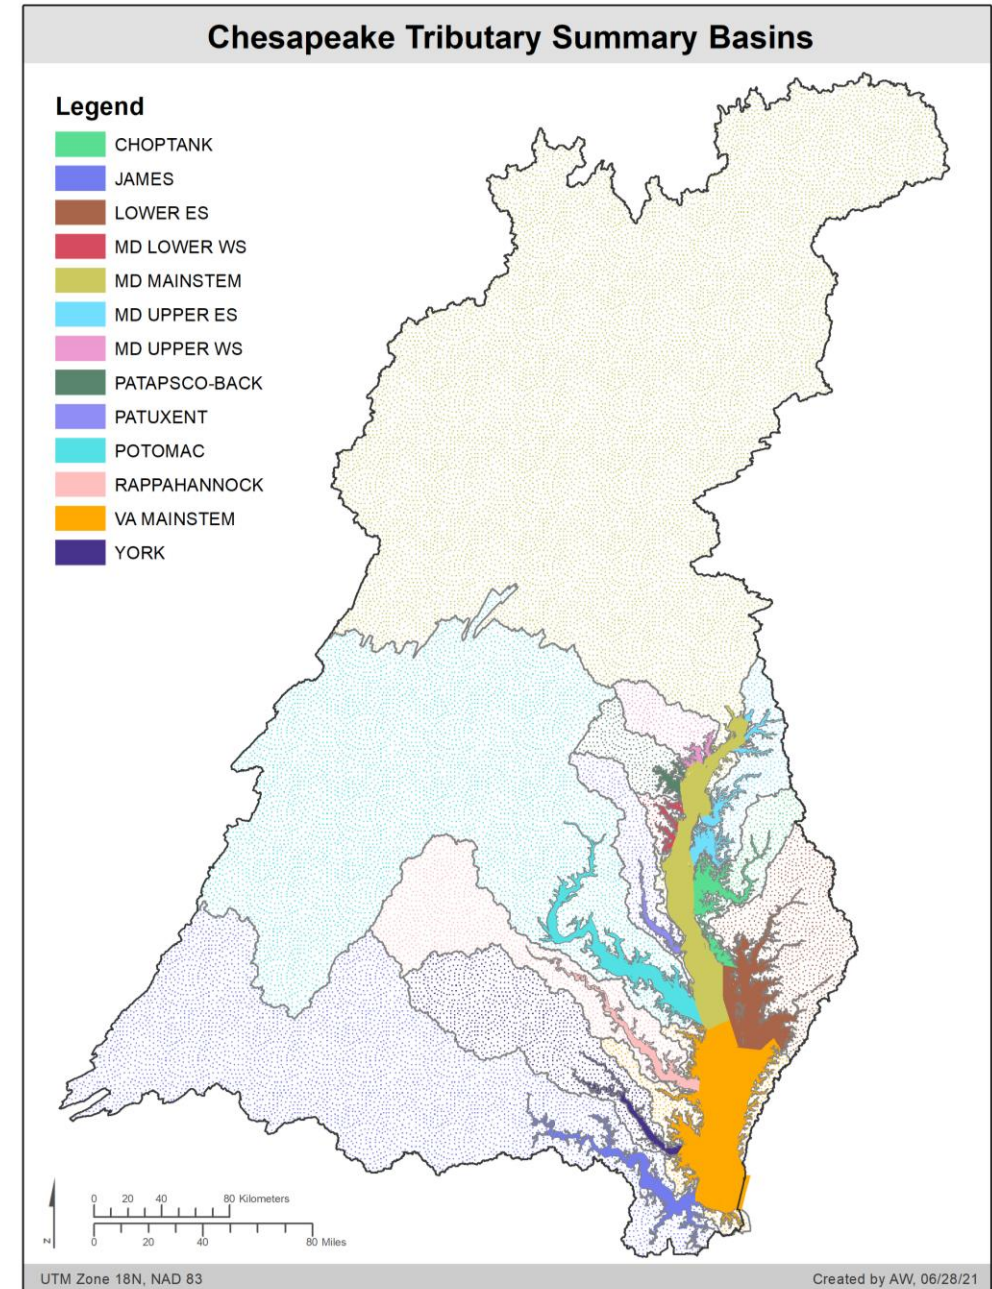 Chesapeake Tributary Summary Basins
Legend
CHOPTANK
JAMES
LOWER ES
MD LOWER WS
MD MAINSTEM
MD UPPER ES
MD UPPER WS
PATAPSCO-BACK
PATUXENT
POTOMAC
RAPPAHANNOCK
VA MAINSTEM
YORK
0 20 40 80 Kilometers
0 20 40 80 Miles
N
UTM Zone 18N, NAD 83
Created by AW, 06/28/21